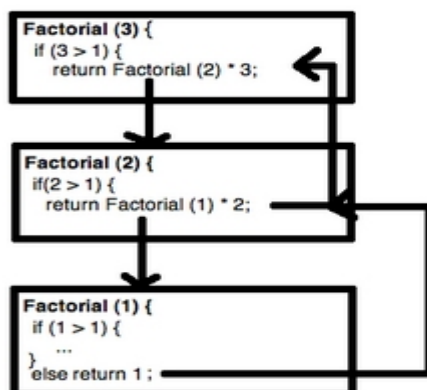 Factorial (3) {
if (3 > 1) {
return Factorial (2) * 3;
Factorial (2) {
if(2 > 1) {
return Factorial (1) * 2;
Factorial (1) {
if (1 > 1) {
...
}
else return 1 ;